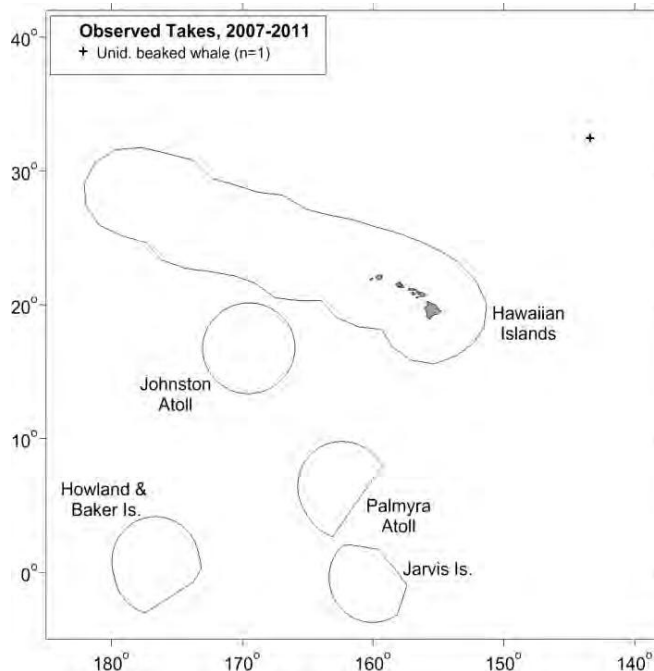 Observed Takes, 2007-2011
+ Unid. beaked whale (n=1)
40°
30°
20°
10°
0°
Hawaiian
Islands
Johnston
Atoll
Howland &
Baker Is.
Palmyra
Atoll
Jarvis Is.
180°
170°
160°
150°
140°